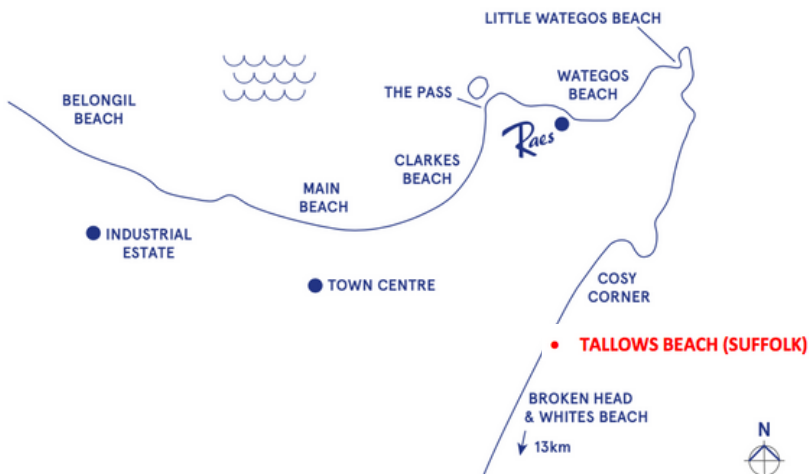 LITTLE WATEGOS BEACH
BELONGIL
BEACH
THE PASS
WATEGOS
BEACH
Raes
CLARKES
BEACH
MAIN
BEACH
INDUSTRIAL
ESTATE
TOWN CENTRE
COSY
CORNER
TALLOWS BEACH (SUFFOLK)
BROKEN HEAD
& WHITES BEACH
13km
N